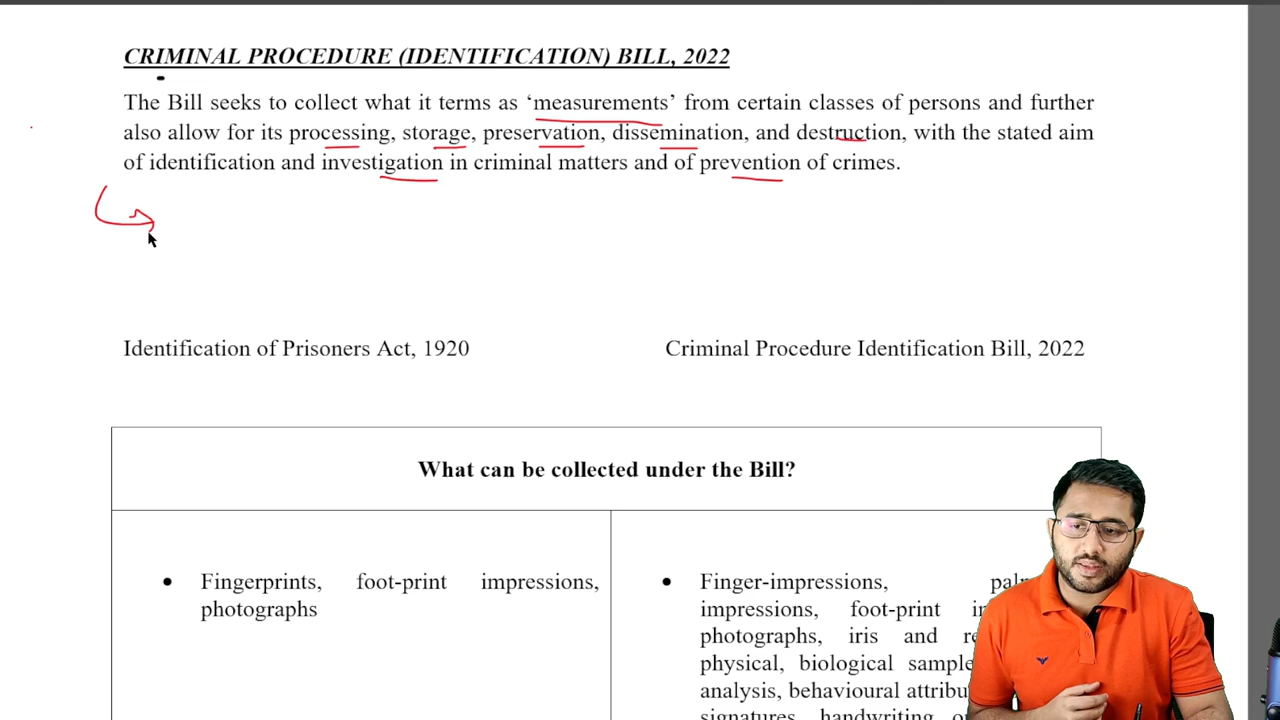 CRIMINAL PROCEDURE (IDENTIFICATION) BILL, 2022
The Bill seeks to collect what it terms as ‘measurements’ from certain classes of persons and further
also allow for its processing, storage, preservation, dissemination, and destruction, with the stated aim
of identification and investigation in criminal matters and of prevention of crimes.
Identification of Prisoners Act, 1920
Criminal Procedure Identification Bill, 2022
What can be collected under the Bill?
• Fingerprints, foot-print impressions,
photographs
• Finger-impressions,
impressions, foot-print
photographs, iris and
physical, biological
analysis, behavioural
signatures, handwriting